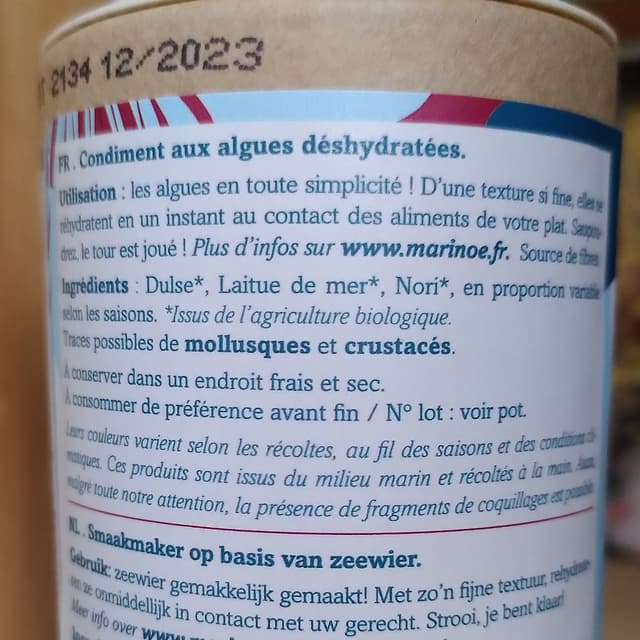 2134 12/2023
FR . Condiment aux algues déshydratées.
Utilisation : les algues en toute simplicité ! D’une texture si fine, elles se
réhydratent en un instant au contact des aliments de votre plat. Saupou-
drez, le tour est joué ! Plus d’infos sur www.marinoe.fr. Source de fibres
Ingrédients : Dulse*, Laitue de mer*, Nori*, en proportion variable
selon les saisons. *Issus de l’agriculture biologique.
Traces possibles de mollusques et crustacés.
A conserver dans un endroit frais et sec.
A consommer de préférence avant fin / N° lot : voir pot.
Leurs couleurs varient selon les récoltes, au fil des saisons et des conditions cli-
matiques. Ces produits sont issus du milieu marin et récoltés à la main. Aussi,
malgré toute notre attention, la présence de fragments de coquillages est possible.
NL . Smaakmaker op basis van zeewier.
Gebruik: zeewier gemakkelijk gemaakt! Met zo’n fijne textuur, rehydrate-
ren ze onmiddellijk in contact met uw gerecht. Strooi, je bent klaar!
Meer info over